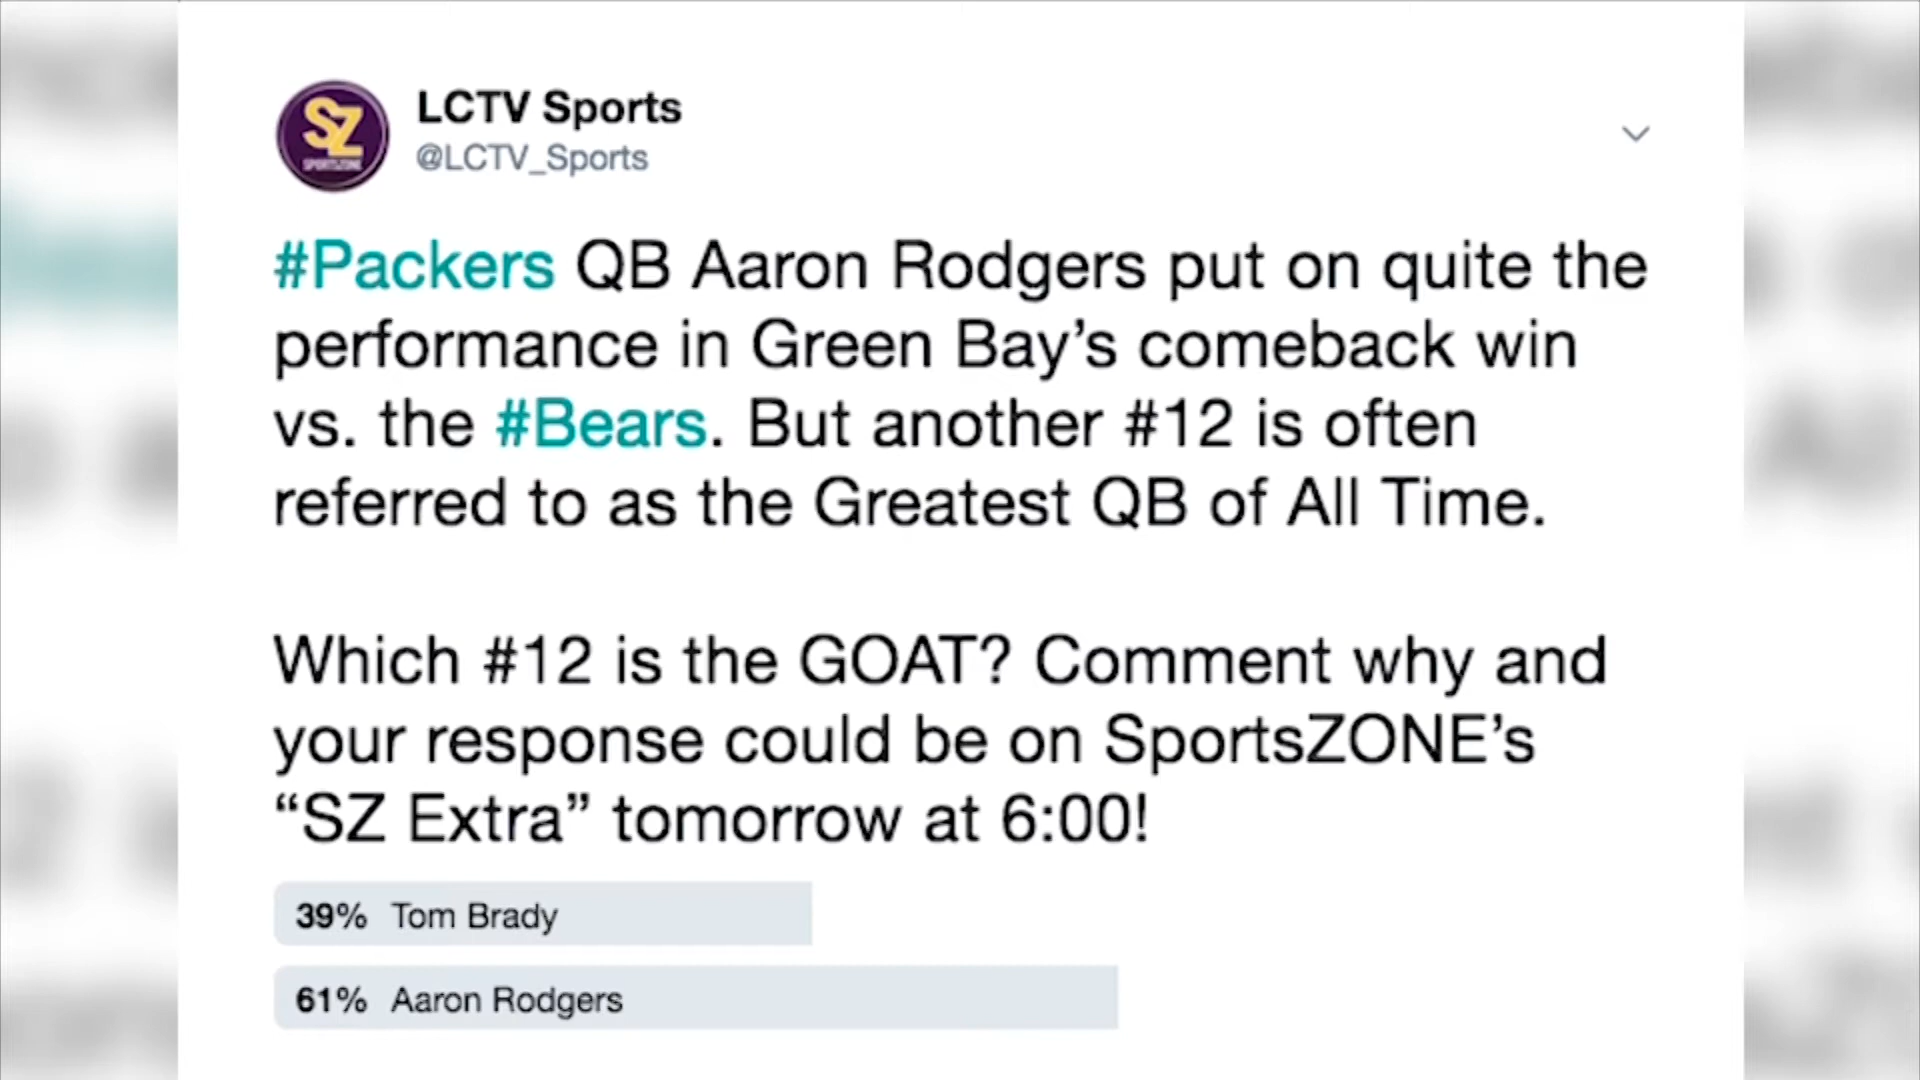 SZ
SPORTSZONE
LCTV Sports
@LCTV_Sports
#Packers QB Aaron Rodgers put on quite the
performance in Green Bay’s comeback win
vs. the #Bears. But another #12 is often
referred to as the Greatest QB of All Time.
Which #12 is the GOAT? Comment why and
your response could be on SportsZONE’s
“SZ Extra” tomorrow at 6:00!
39% Tom Brady
61% Aaron Rodgers